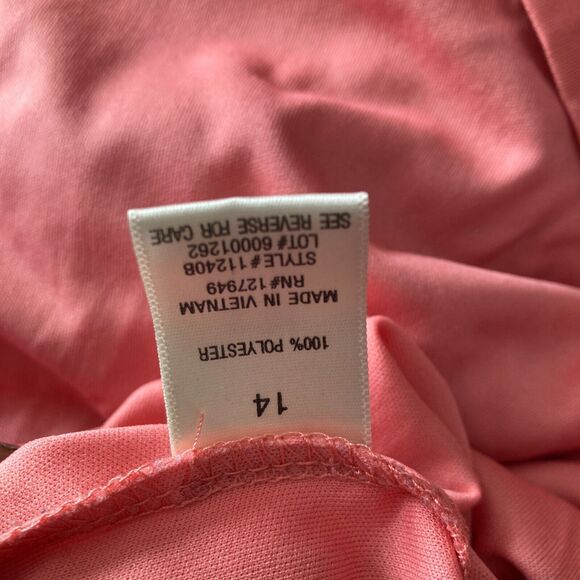 14
100% POLYESTER
MADE IN VIETNAM
RN#127949
STYLE#11240B
LOT# 60001262
SEE REVERSE FOR CARE